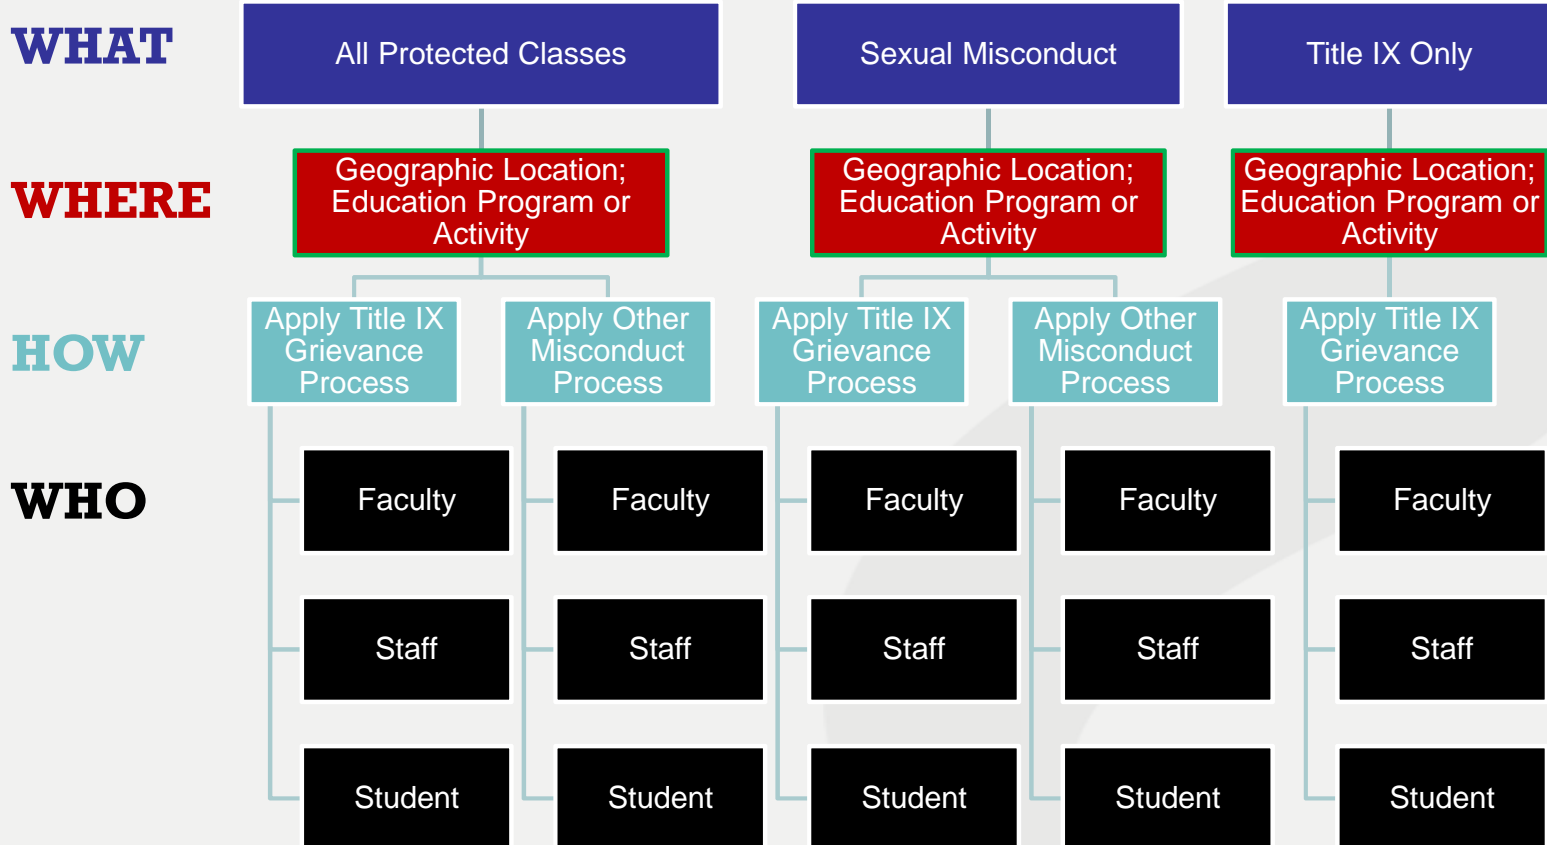 WHAT
All Protected Classes
Sexual Misconduct
Title IX Only
WHERE
Geographic Location;
Education Program or
Activity
Geographic Location;
Education Program or
Activity
Geographic Location;
Education Program or
Activity
HOW
Apply Title IX
Grievance
Process
Apply Other
Misconduct
Process
Apply Title IX
Grievance
Process
Apply Other
Misconduct
Process
Apply Title IX
Grievance
Process
WHO
Faculty
Faculty
Faculty
Faculty
Faculty
Staff
Staff
Staff
Staff
Staff
Student
Student
Student
Student
Student